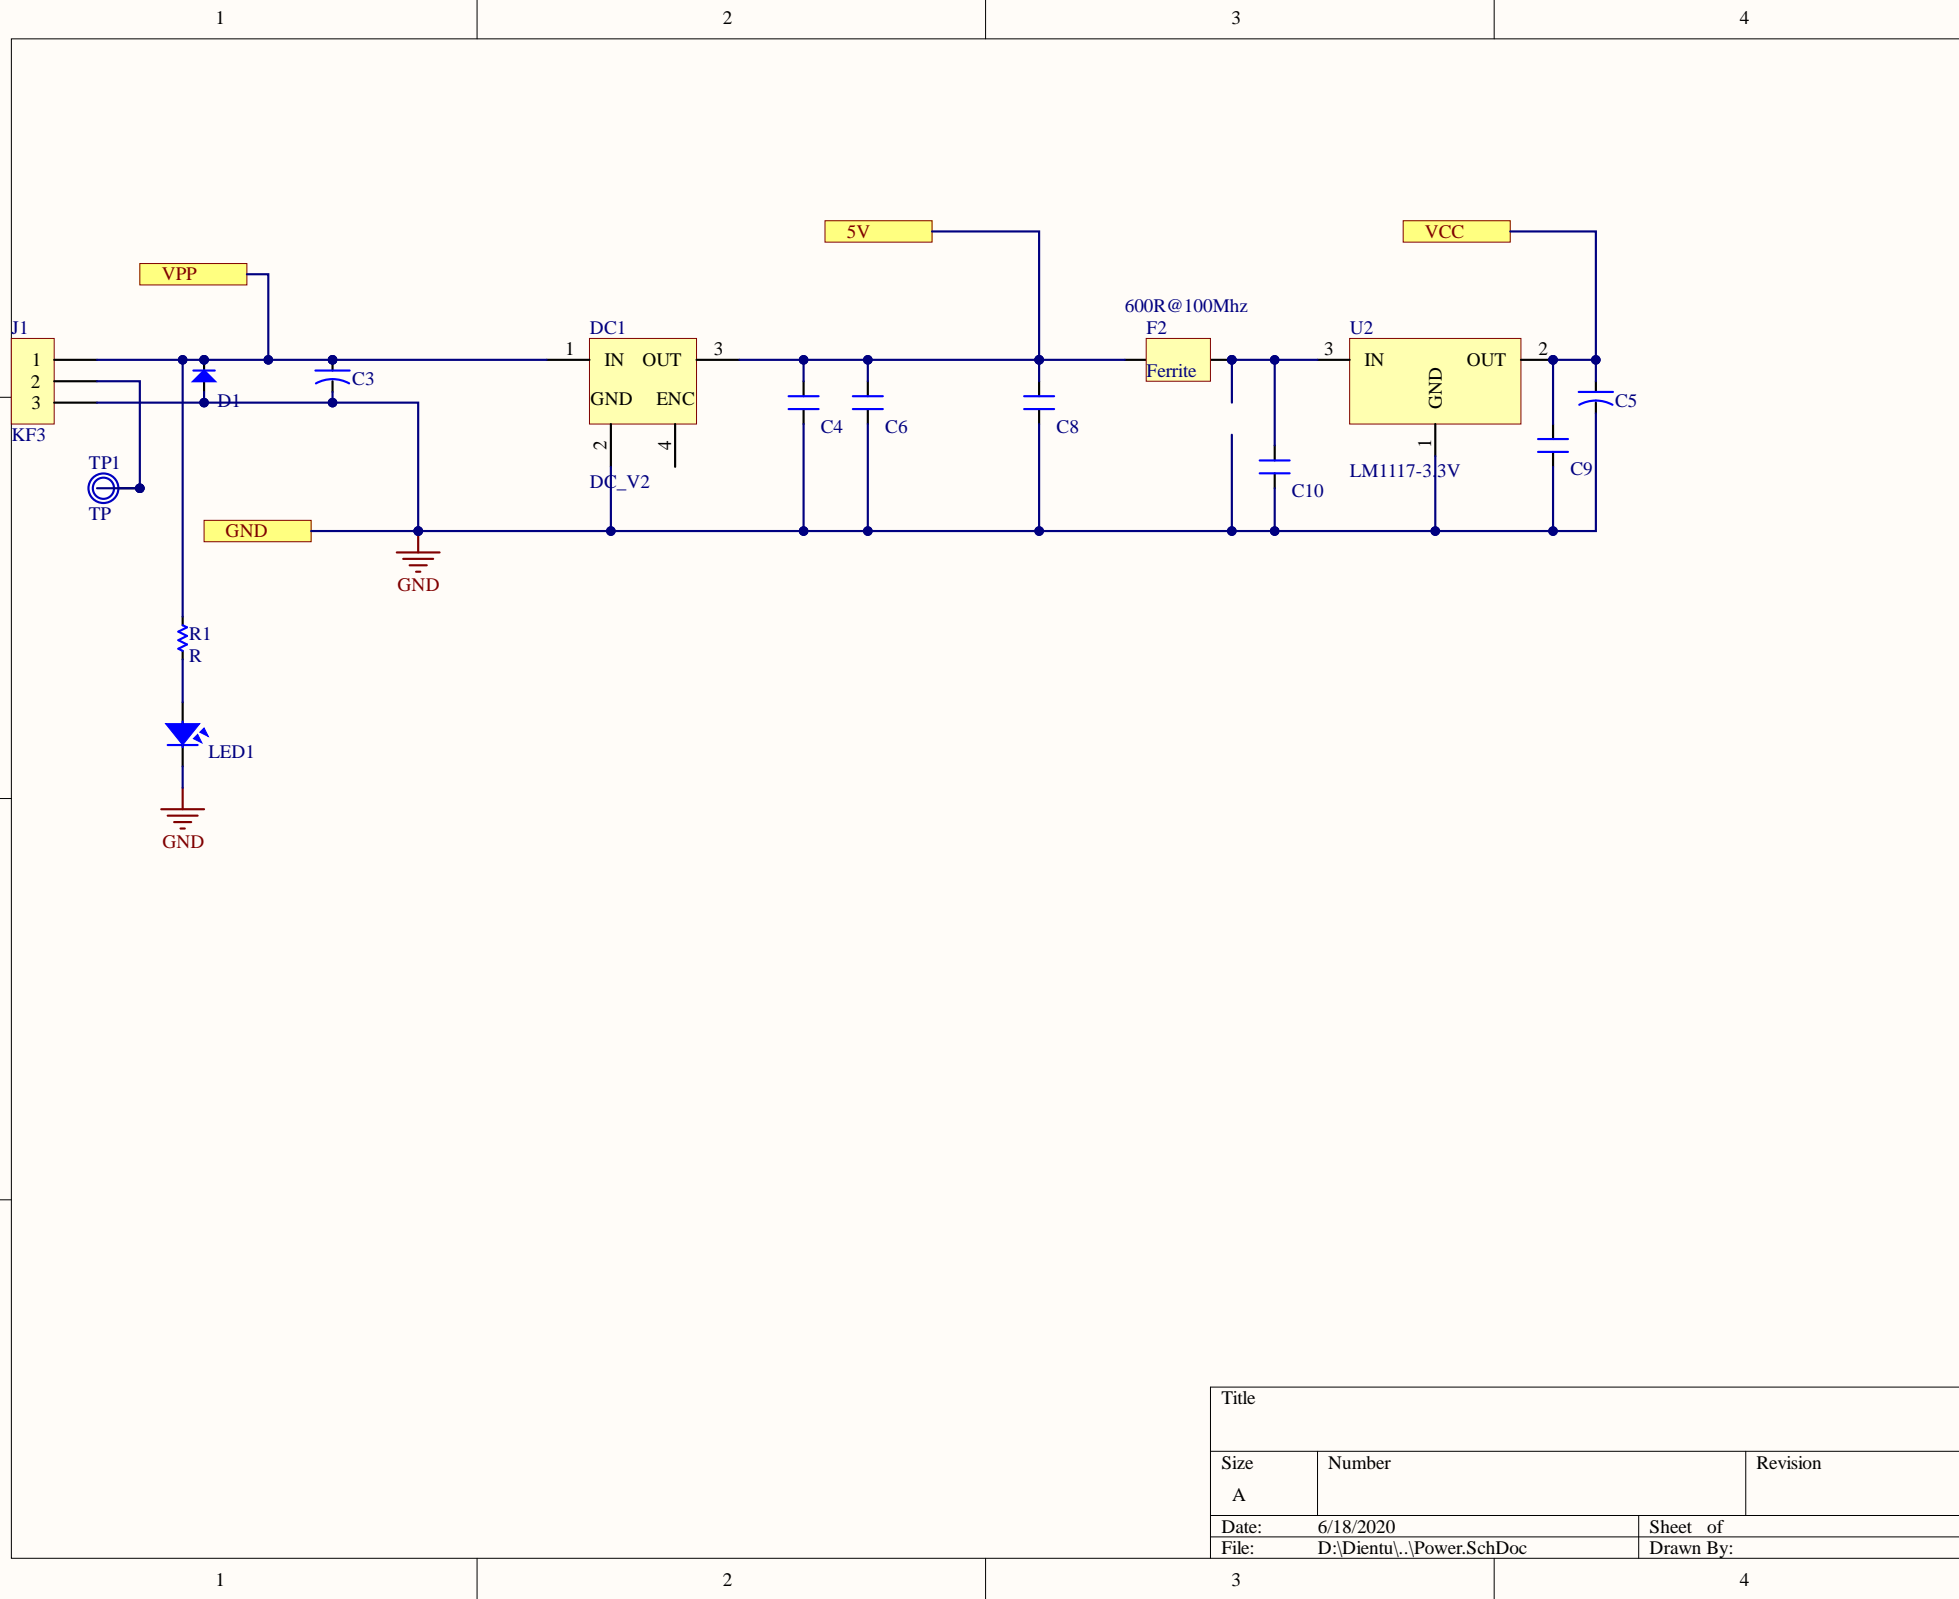 1 2 3 4
5V
VCC
VPP
600R@100Mhz
J1
DC1
F2
U2
1
2
3
KF3
D1
C3
1 IN OUT 3
GND ENC
2 4
DC_V2
C4
C6
C8
Ferrite
3 IN OUT 2
GND
1
LM1117-3.3V
C10
C9
C5
TP1
TP
GND
GND
R1
R
LED1
GND
Title
Size Number Revision
A
Date: 6/18/2020 Sheet of
File: D:\Dientu\..\Power.SchDoc Drawn By:
1 2 3 4